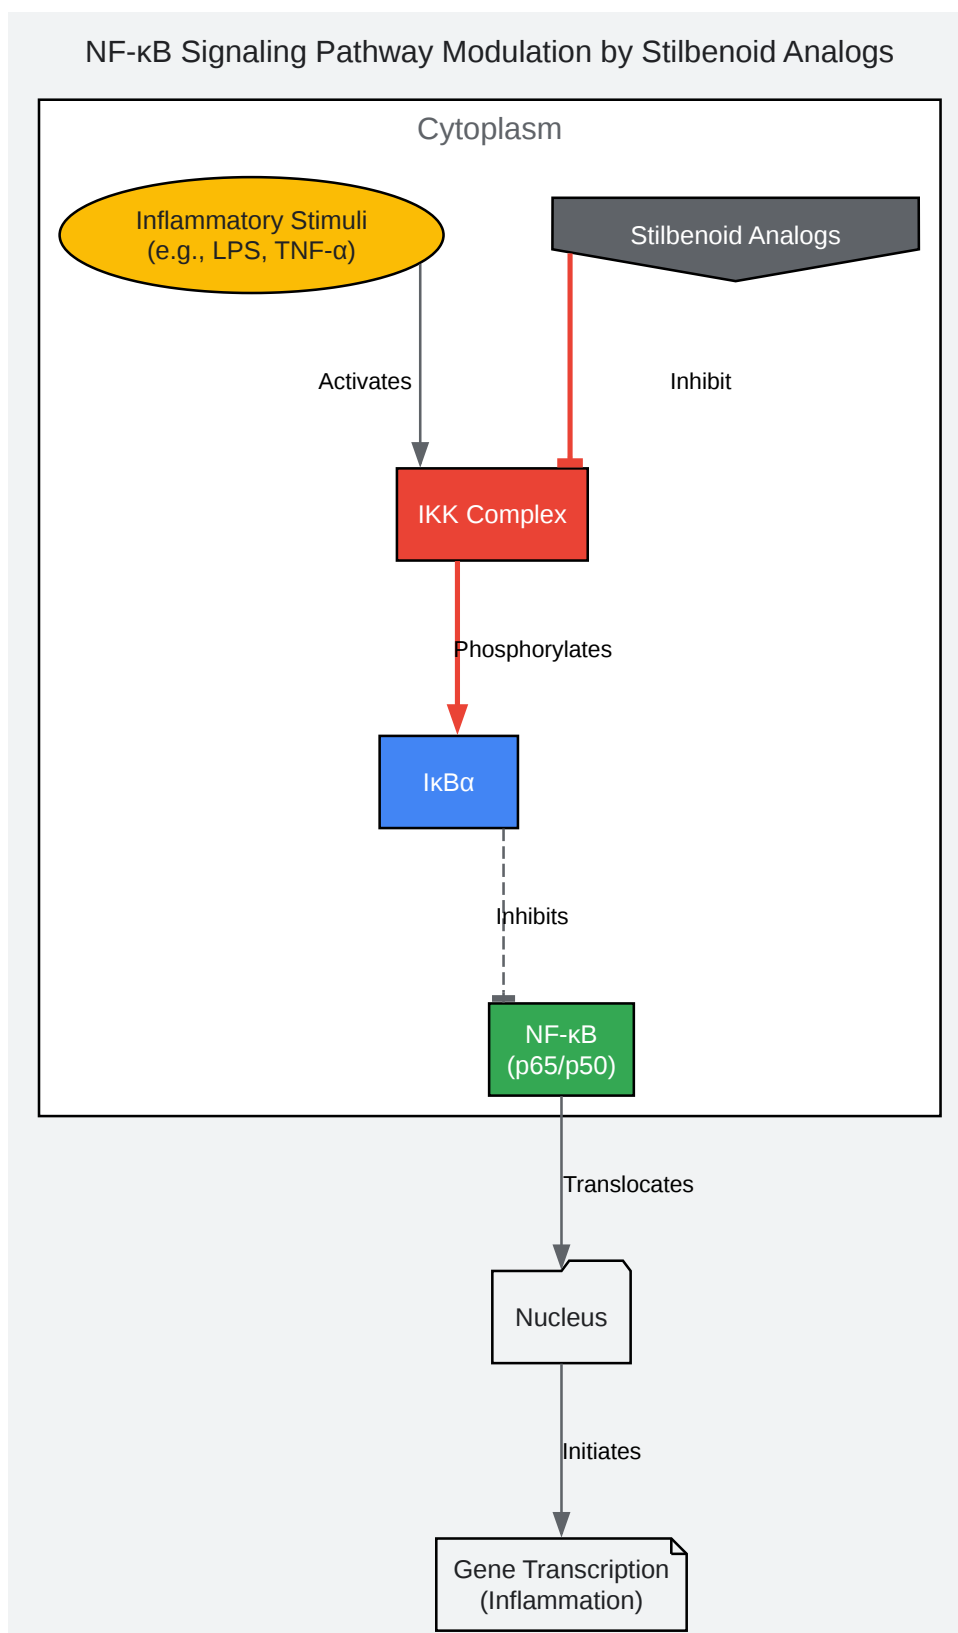 NF-κB Signaling Pathway Modulation by Stilbenoid Analogs
Cytoplasm
Inflammatory Stimuli
(e.g., LPS, TNF-α)
Stilbenoid Analogs
Activates
Inhibit
IKK Complex
Phosphorylates
IκBα
Inhibits
NF-κB
(p65/p50)
Translocates
Nucleus
Initiates
Gene Transcription
(Inflammation)